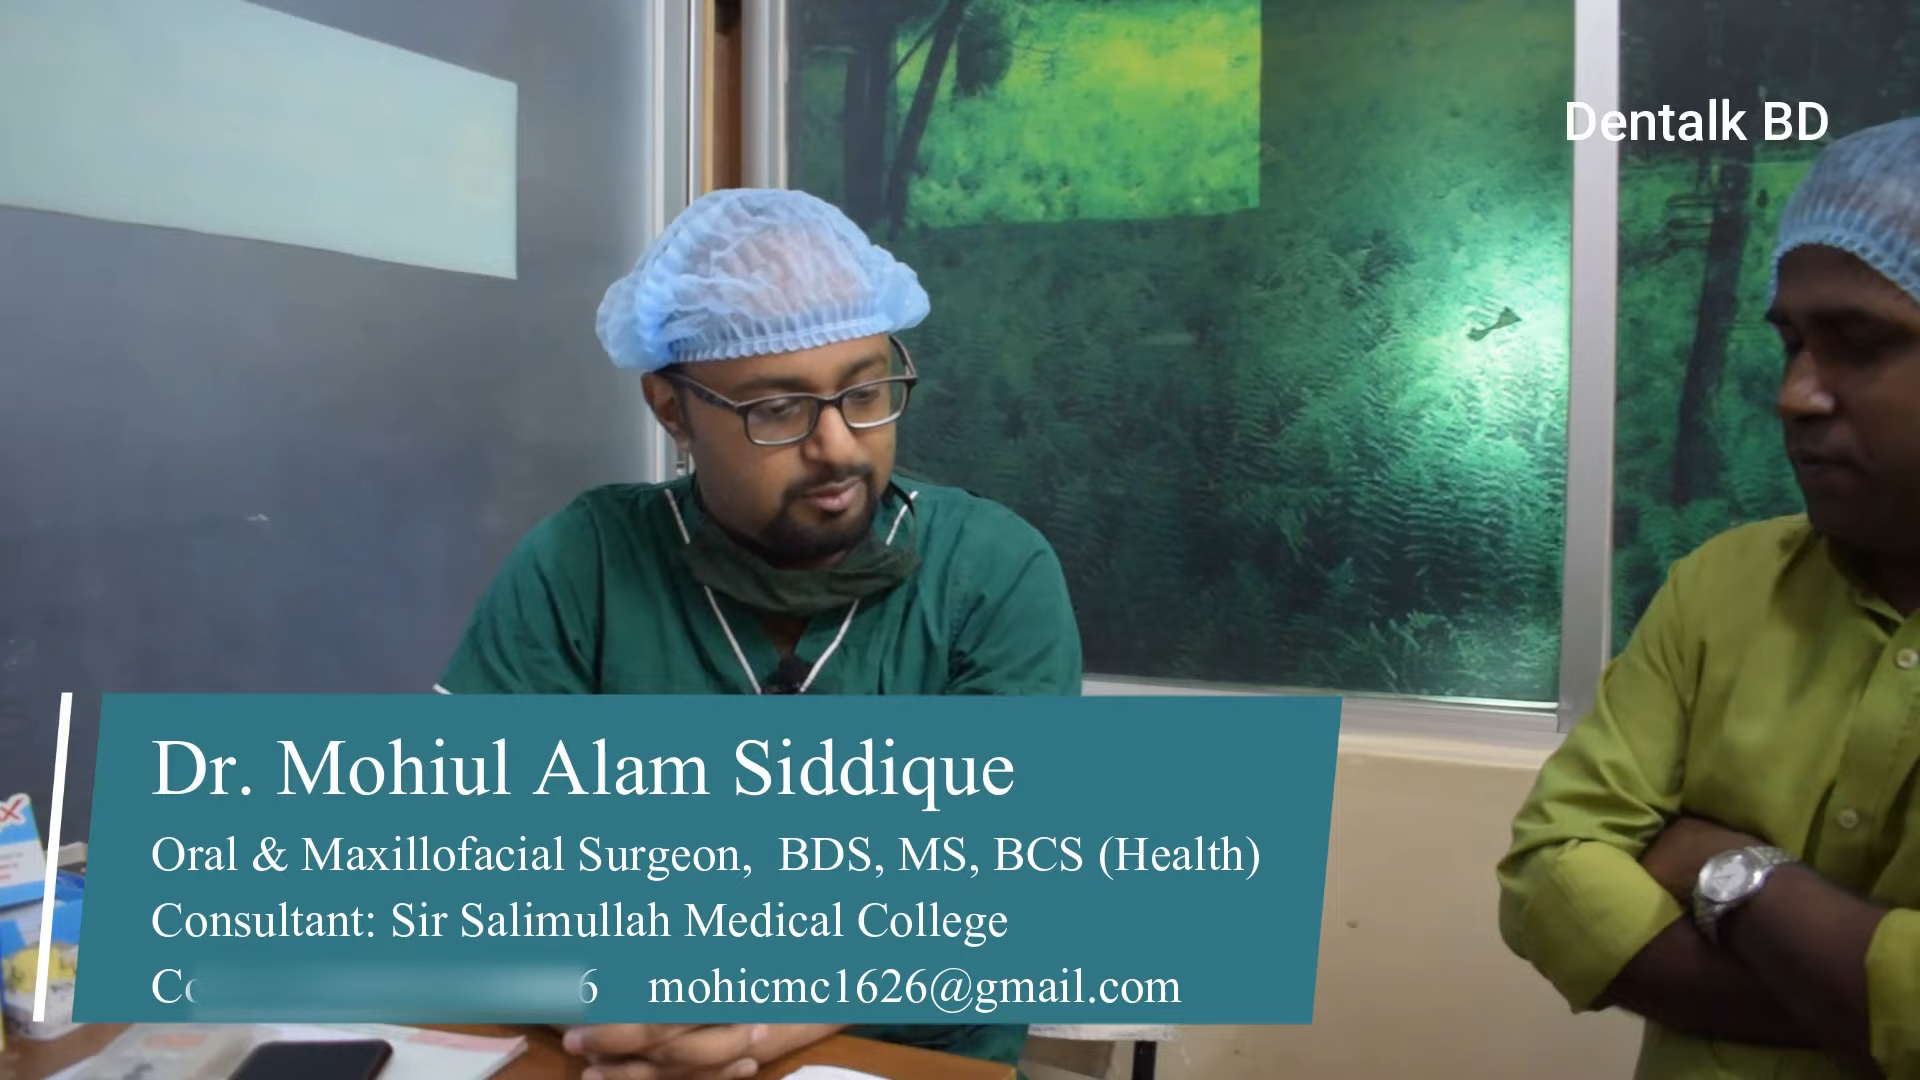 Dentalk BD
Dr. Mohiul Alam Siddique
Oral & Maxillofacial Surgeon, BDS, MS, BCS (Health)
Consultant: Sir Salimullah Medical College
mohicmc1626@gmail.com